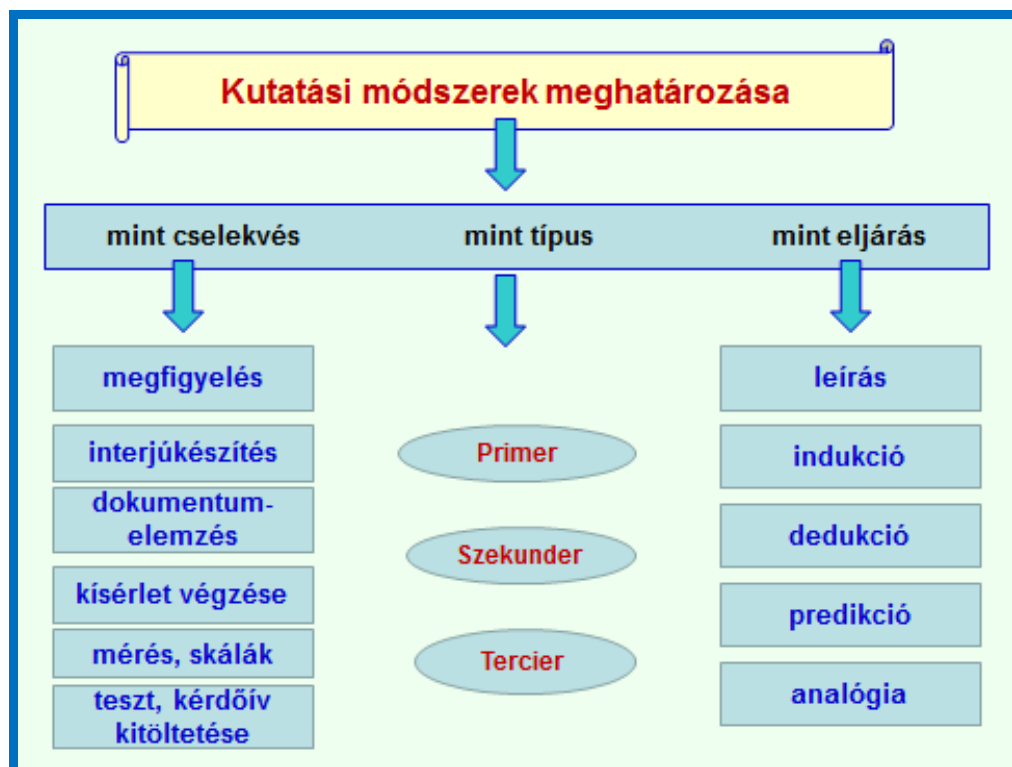 Kutatási módszerek meghatározása
mint cselekvés
mint típus
mint eljárás
megfigyelés
interjúkészítés
dokumentum-
elemzés
kísérlet végzése
mérés, skálák
teszt, kérdőív
kitöltetése
Primer
Szekunder
Tercier
leírás
indukció
dedukció
predikció
analógia